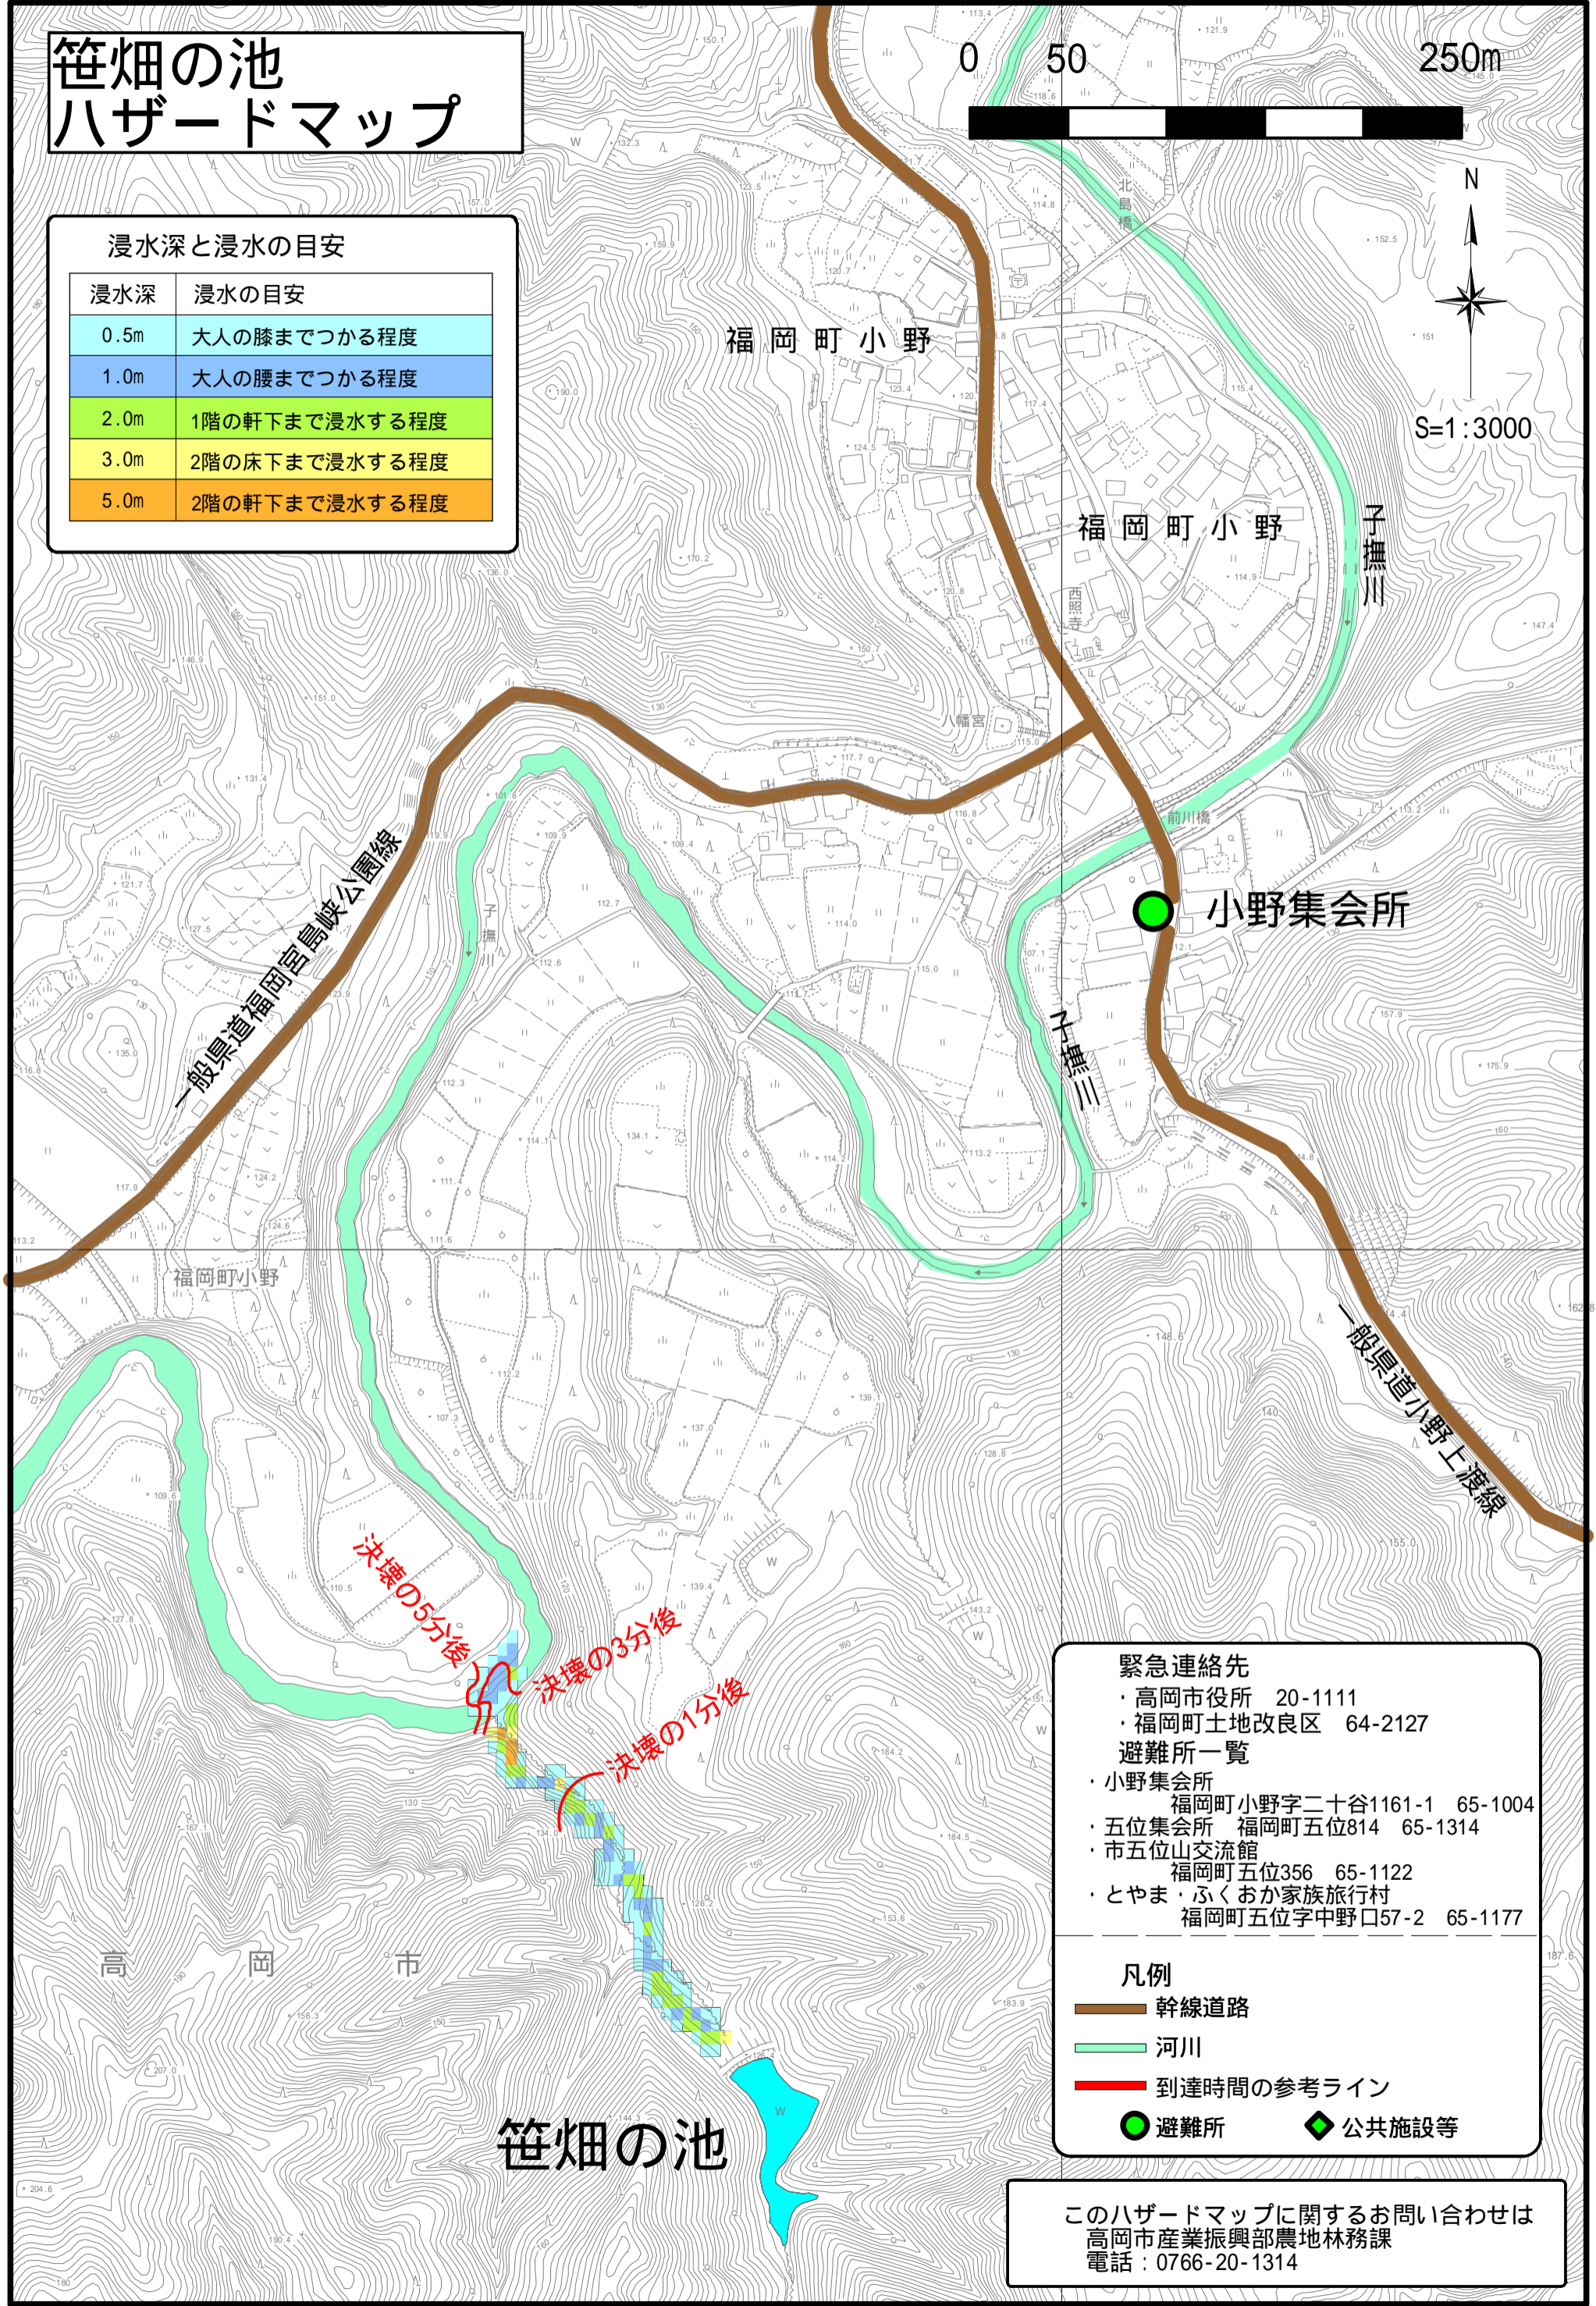 笹畑の池
ハザードマップ
浸水深と浸水の目安
浸水深 浸水の目安
0.5m 大人の膝までつかる程度
1.0m 大人の腰までつかる程度
2.0m 1階の軒下まで浸水する程度
3.0m 2階の床下まで浸水する程度
5.0m 2階の軒下まで浸水する程度
0 50 250m
N
S=1:3000
北島橋
福岡町小野
福岡町小野
子撫川
西照寺
八幡宮
前川橋
小野集会所
一般県道福岡宮島峡公園線
子撫川
子撫川
福岡町小野
一般県道小野上渡線
決壊の5分後
決壊の3分後
決壊の1分後
高岡市
笹畑の池
緊急連絡先
・高岡市役所 20-1111
・福岡町土地改良区 64-2127
避難所一覧
・小野集会所
福岡町小野字二十谷1161-1 65-1004
・五位集会所 福岡町五位814 65-1314
・市五位山交流館
福岡町五位356 65-1122
・とやま・ふくおか家族旅行村
福岡町五位字中野口57-2 65-1177
凡例
幹線道路
河川
到達時間の参考ライン
避難所 公共施設等
このハザードマップに関するお問い合わせは
高岡市産業振興部農地林務課
電話：0766-20-1314